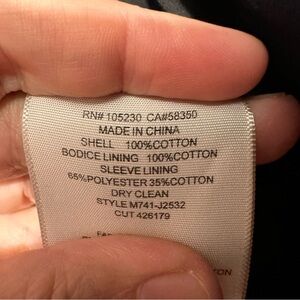 RN# 105230 CA#58350
MADE IN CHINA
SHELL 100%COTTON
BODICE LINING 100%COTTON
SLEEVE LINING
65%POLYESTER 35%COTTON
DRY CLEAN
STYLE M741-J2532
CUT 426179